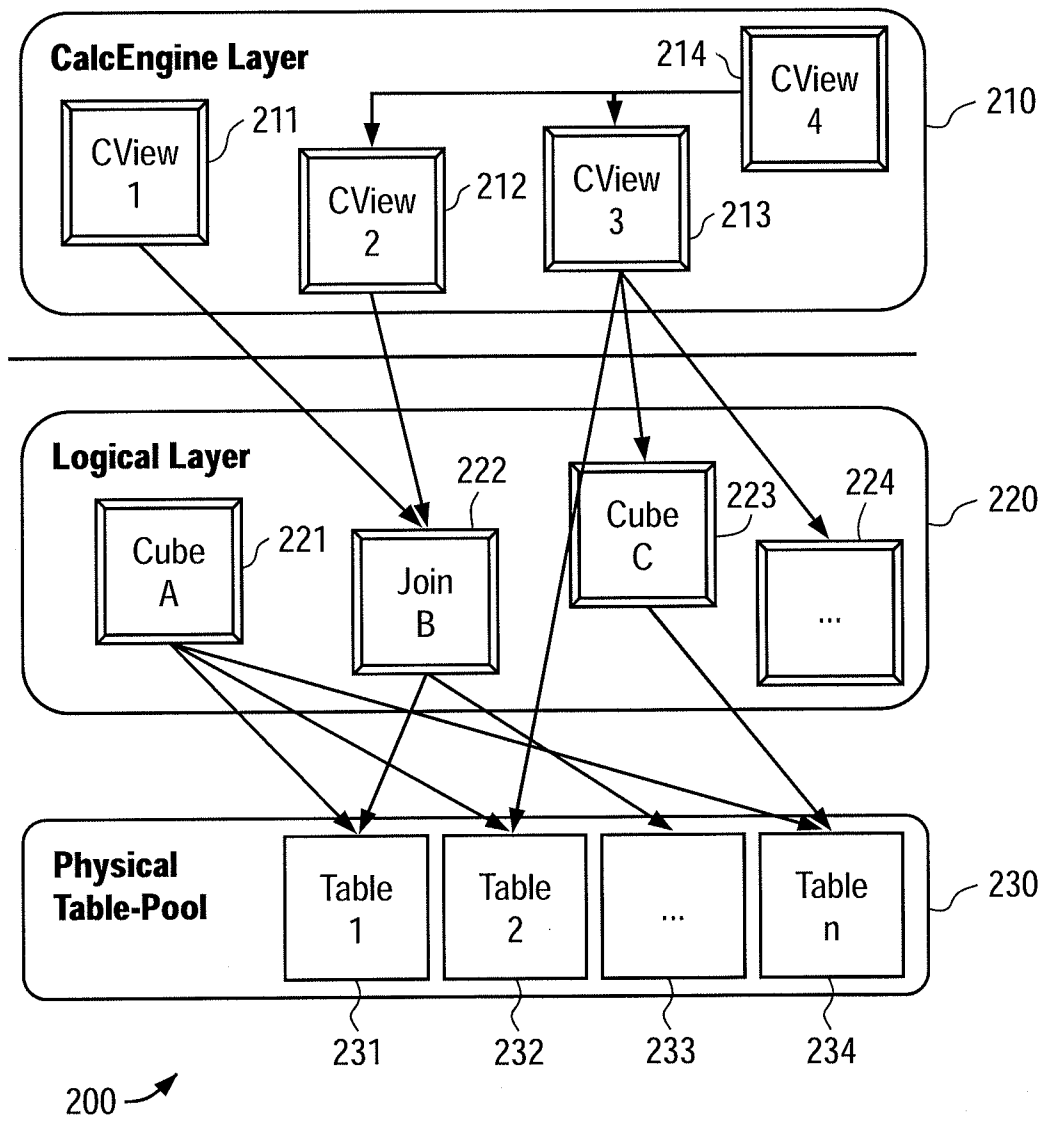 CalcEngine Layer
214
CView
4
210
CView
1
211
CView
2
212
CView
3
213
Logical Layer
222
224
Cube
A
221
Join
B
Cube
C
223
...
220
Physical
Table-Pool
Table
1
Table
2
...
Table
n
230
231
232
233
234
200